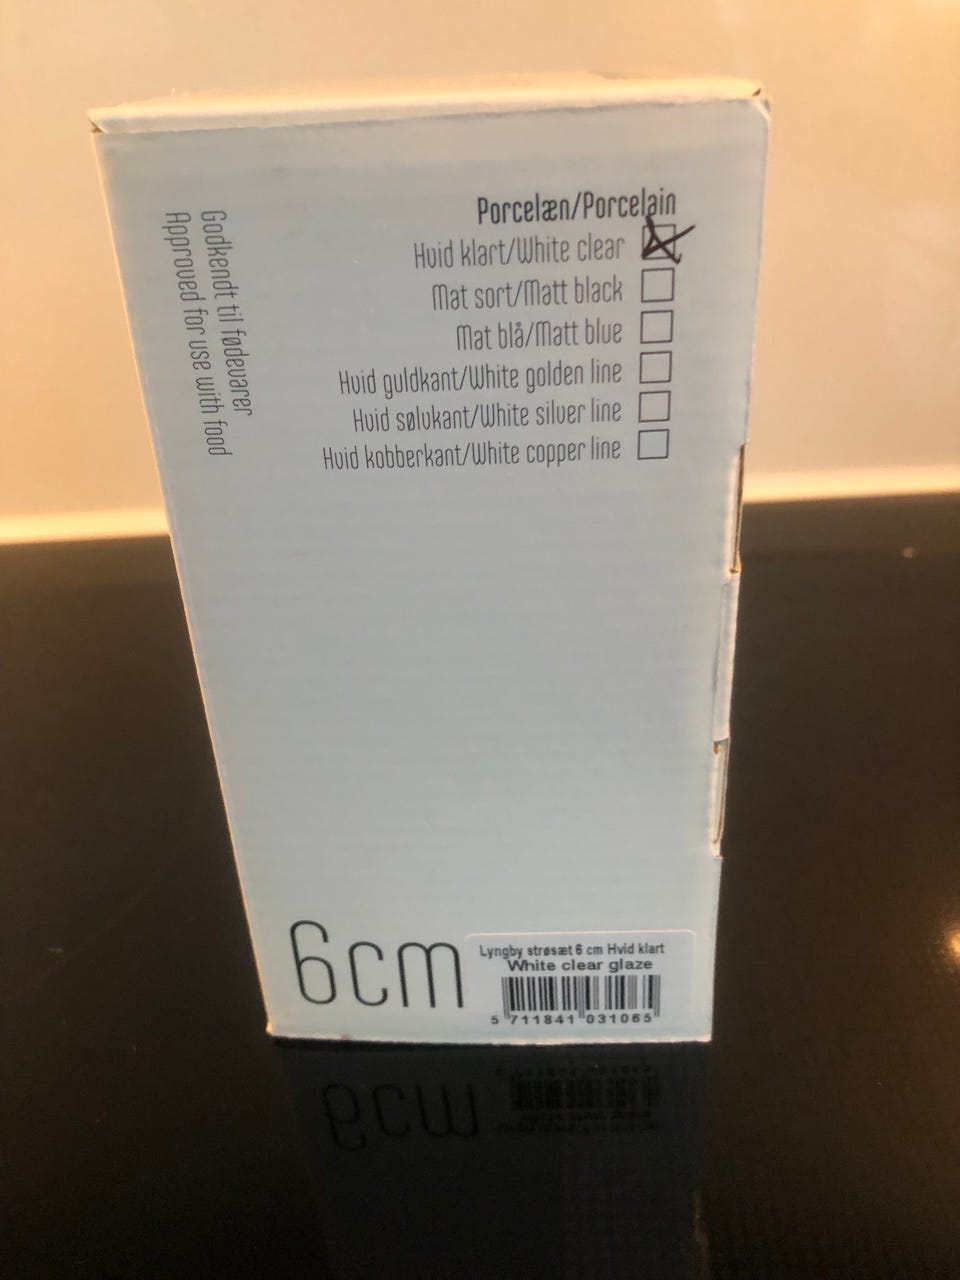 Porcelæn/Porcelain
Hvid klart/White clear
Mat sort/Matt black
Mat blå/Matt blue
Hvid guldkant/White golden line
Hvid sølvkant/White silver line
Hvid kobberkant/White copper line
Godkendt til fødevarer
Approved for use with food
6cm
Lyngby strøsæt 6 cm Hvid klart
White clear glaze
5 711841 031065